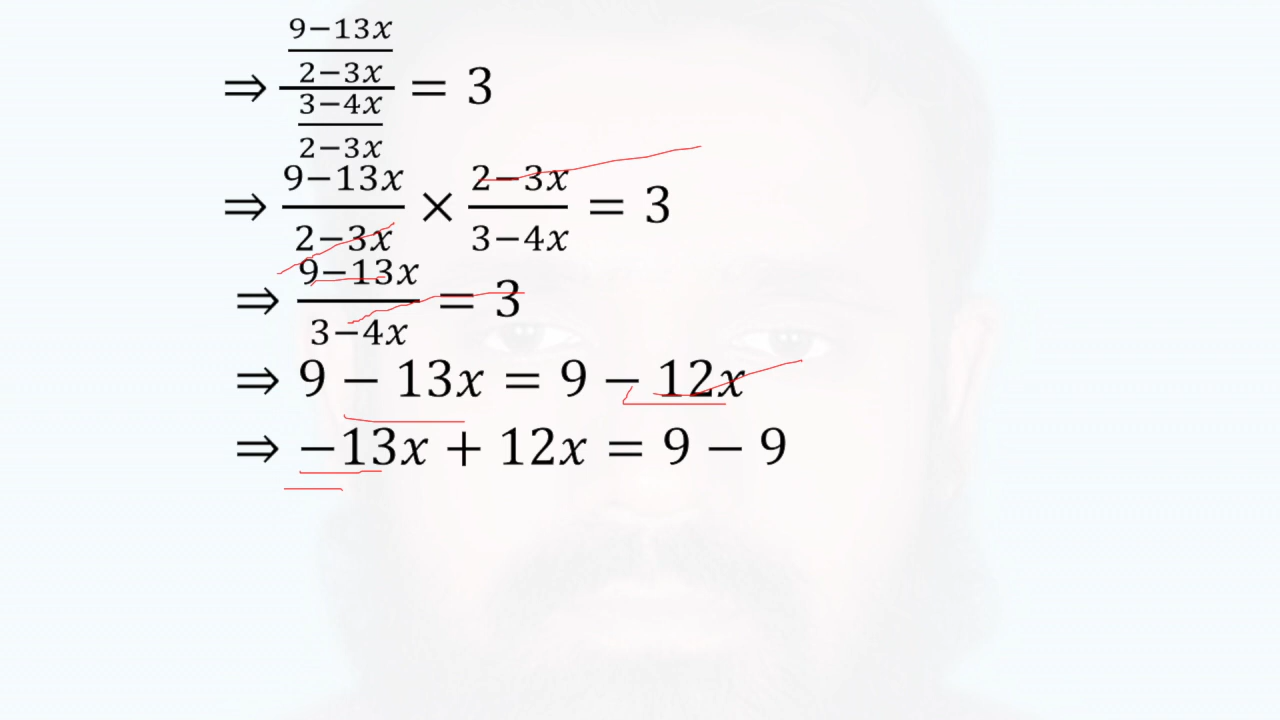 ⇒ ((9−13x)/(2−3x))/((3−4x)/(2−3x)) = 3
⇒ (9−13x)/(2−3x) × (2−3x)/(3−4x) = 3
⇒ (9−13x)/(3−4x) = 3
⇒ 9 − 13x = 9 − 12x
⇒ −13x + 12x = 9 − 9